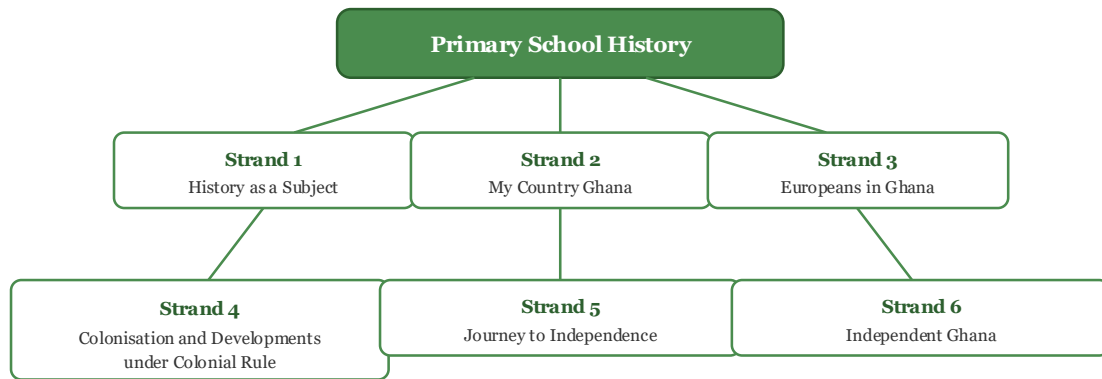 Primary School History
Strand 1
History as a Subject
Strand 2
My Country Ghana
Strand 3
Europeans in Ghana
Strand 4
Colonisation and Developments
under Colonial Rule
Strand 5
Journey to Independence
Strand 6
Independent Ghana